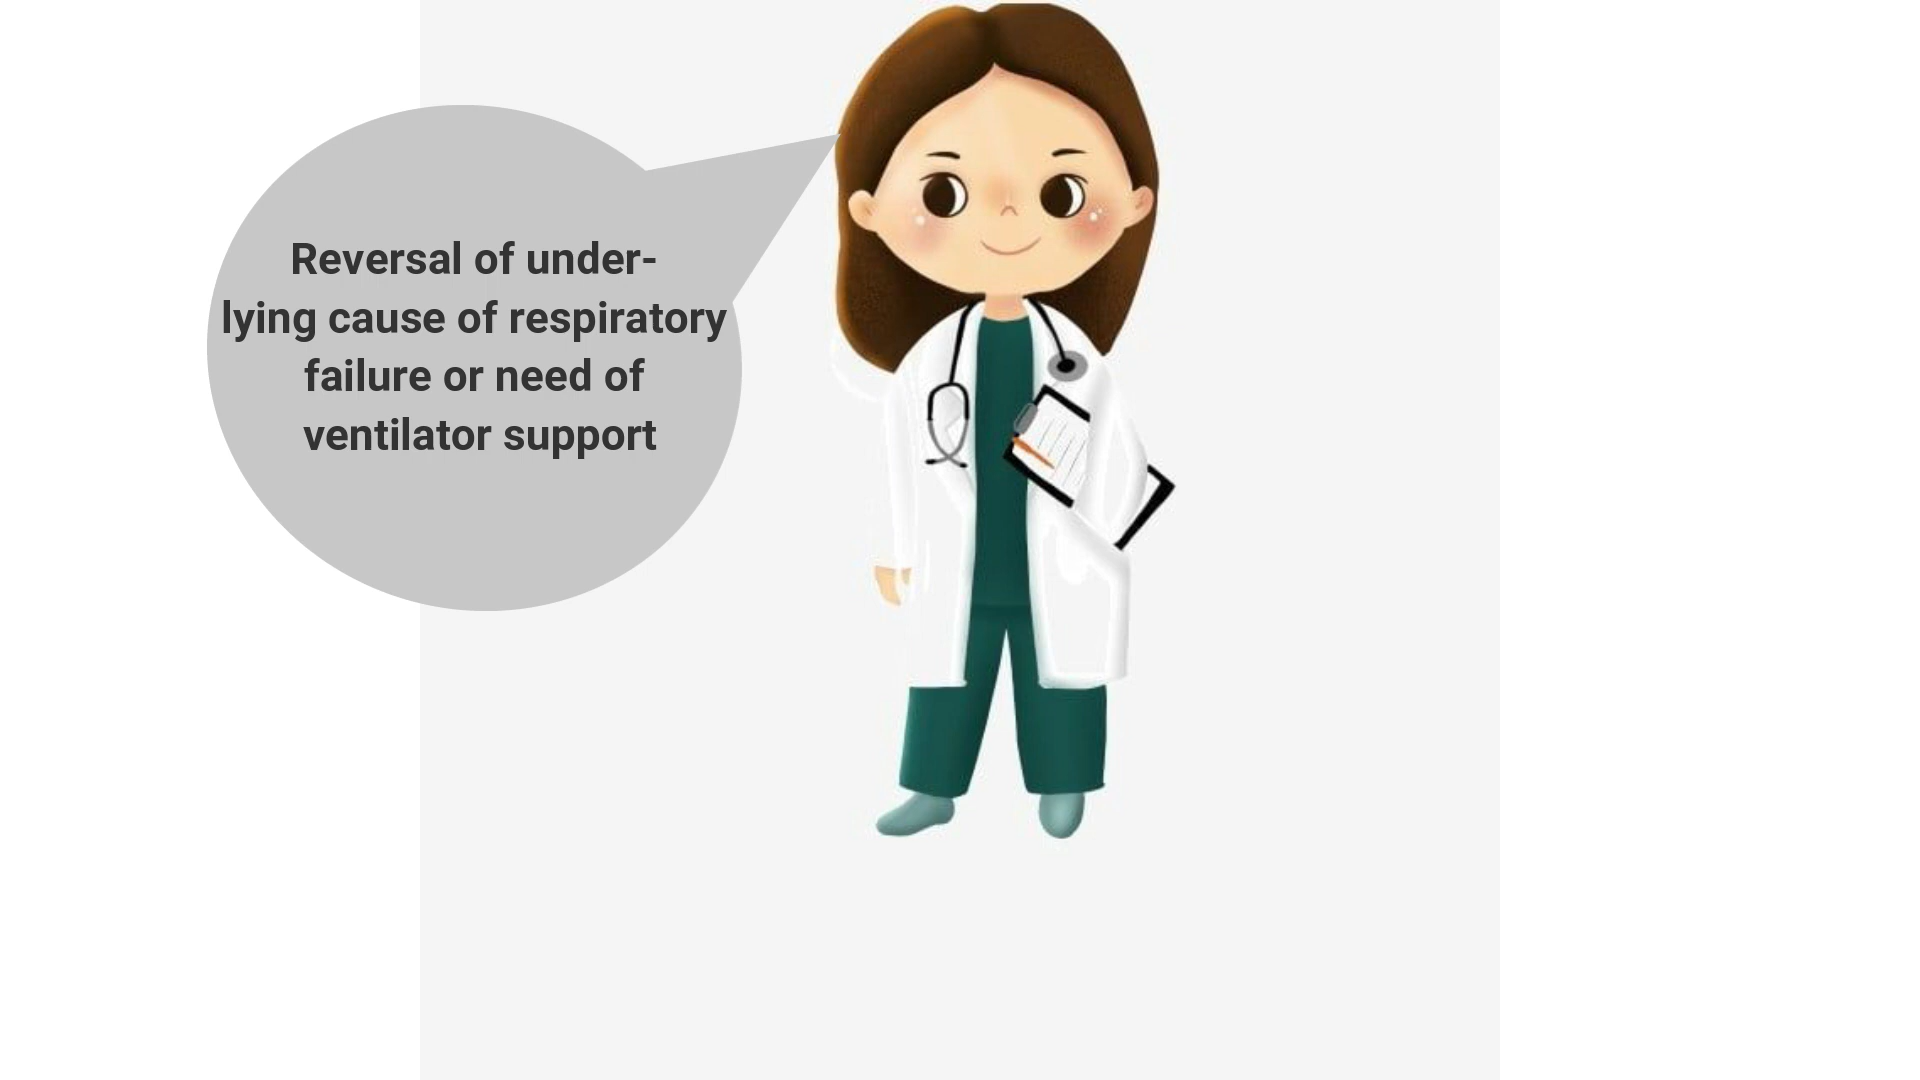 Reversal of under-
lying cause of respiratory
failure or need of
ventilator support